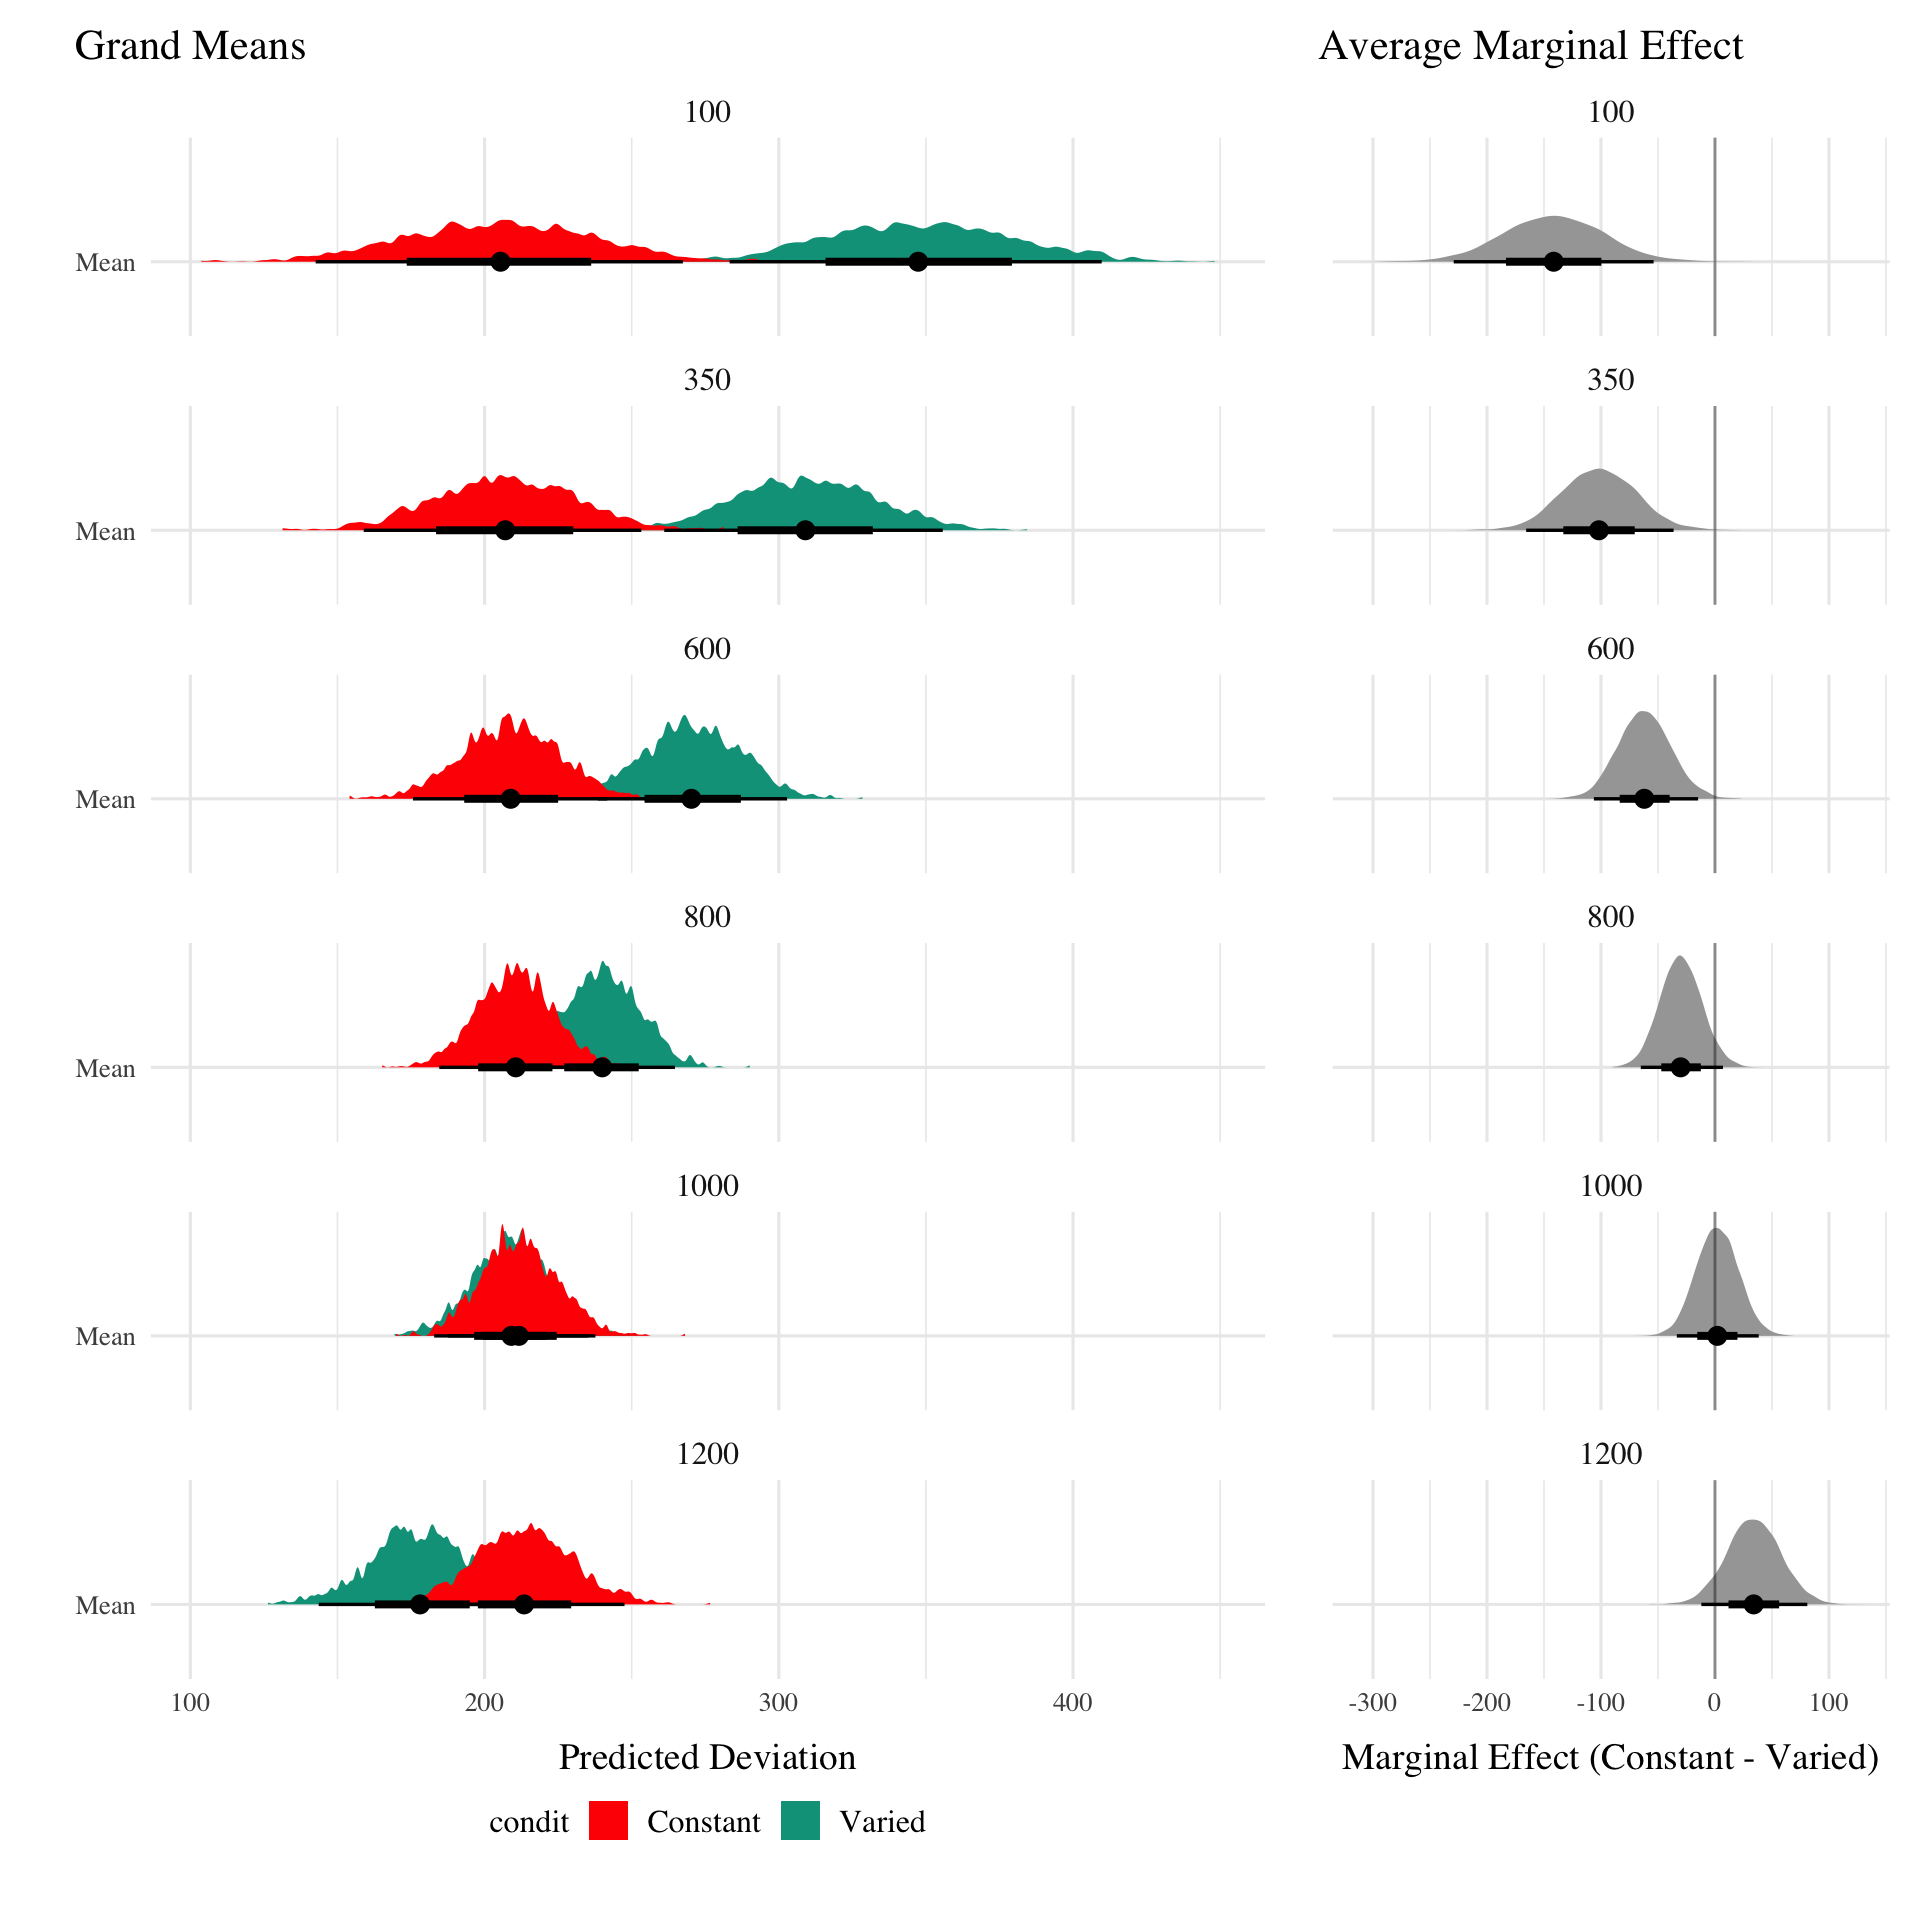 Grand Means
Average Marginal Effect
100
100
Mean
350
350
Mean
600
600
Mean
800
800
Mean
1000
1000
Mean
1200
1200
Mean
100 200 300 400
-300 -200 -100 0 100
Predicted Deviation
Marginal Effect (Constant - Varied)
condit Constant Varied